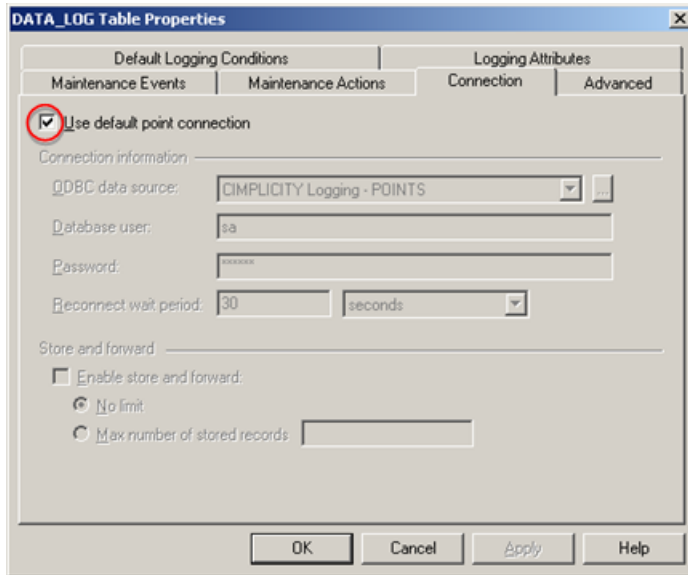 DATA_LOG Table Properties
Default Logging Conditions
Logging Attributes
Maintenance Events
Maintenance Actions
Connection
Advanced
Use default point connection
Connection information
ODBC data source:
CIMPLICITY Logging - POINTS
...
Database user:
sa
Password:
******
Reconnect wait period:
30
seconds
Store and forward
Enable store and forward:
No limit
Max number of stored records
OK
Cancel
Apply
Help